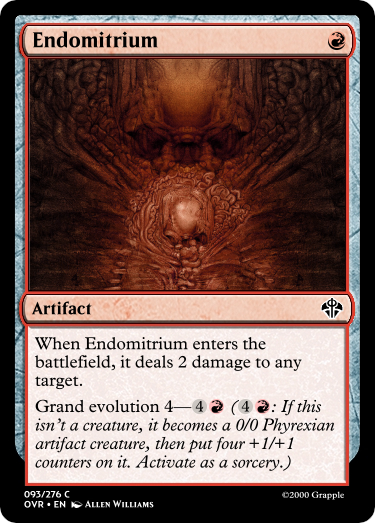 Endomitrium
Artifact
When Endomitrium enters the
battlefield, it deals 2 damage to any
target.
Grand evolution 4—4R (4R: If this
isn't a creature, it becomes a 0/0 Phyrexian
artifact creature, then put four +1/+1
counters on it. Activate as a sorcery.)
093/276 C
OVR • EN Allen Williams
©2000 Grapple